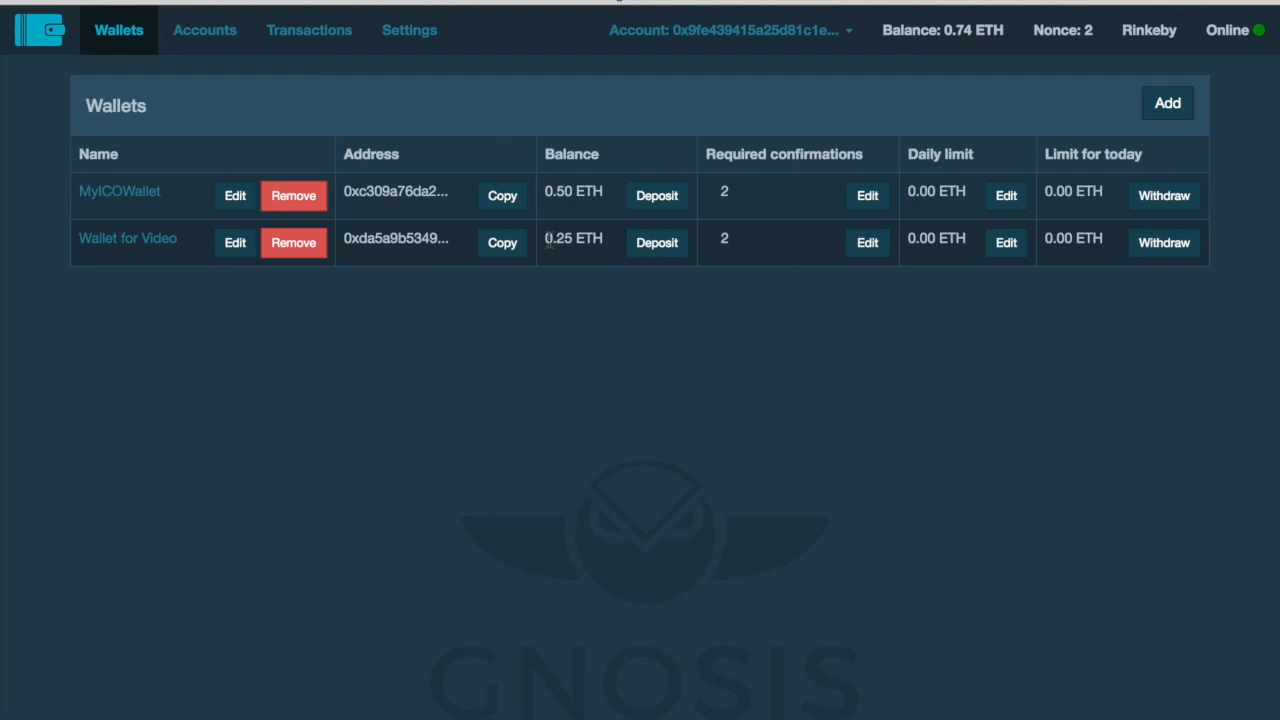 Wallets Accounts Transactions Settings Account: 0x9fe439415a25d81c1e... Balance: 0.74 ETH Nonce: 2 Rinkeby Online
Wallets Add
Name Address Balance Required confirmations Daily limit Limit for today
MyICOWallet Edit Remove 0xc309a76da2... Copy 0.50 ETH Deposit 2 Edit 0.00 ETH Edit 0.00 ETH Withdraw
Wallet for Video Edit Remove 0xda5a9b5349... Copy 0.25 ETH Deposit 2 Edit 0.00 ETH Edit 0.00 ETH Withdraw
GNOSIS